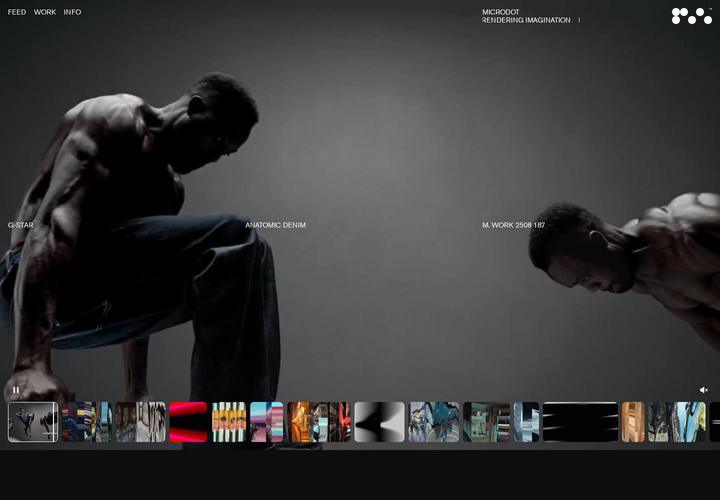 FEED WORK INFO
MICRODOT
RENDERING IMAGINATION
G-STAR
ANATOMIC DENIM
M. WORK 2508 187